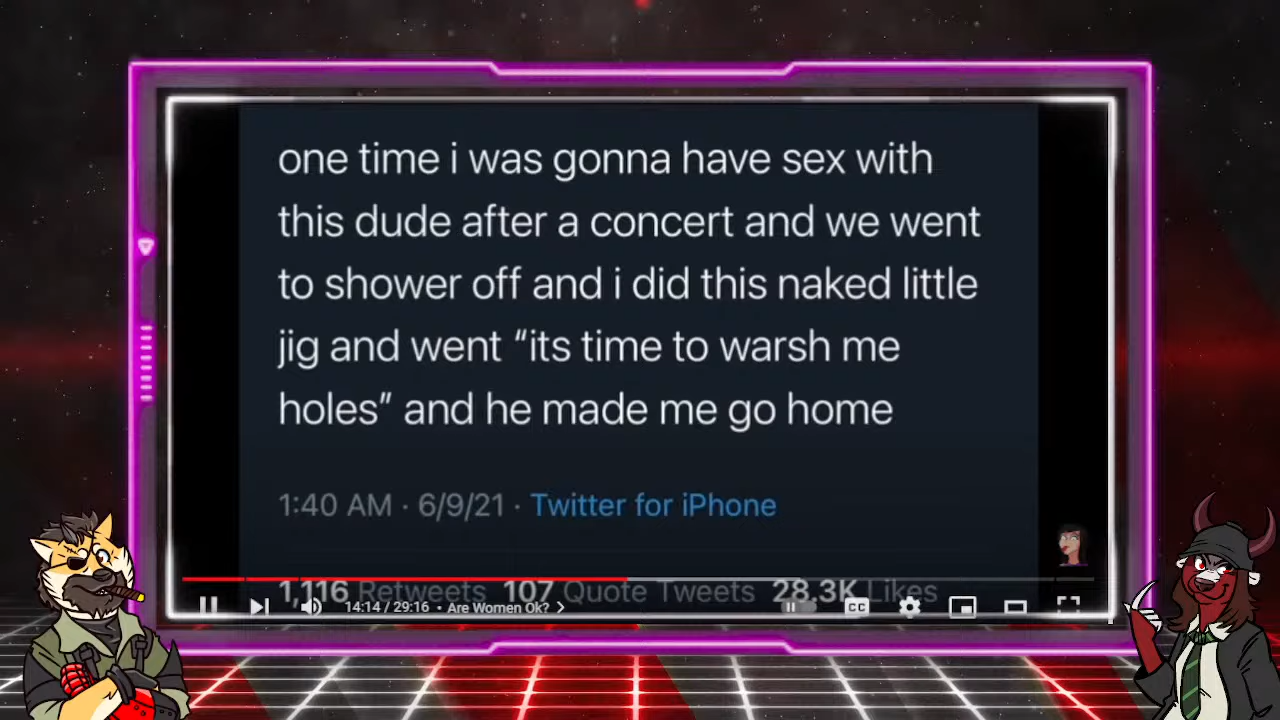 one time i was gonna have sex with
this dude after a concert and we went
to shower off and i did this naked little
jig and went “its time to warsh me
holes” and he made me go home
1:40 AM · 6/9/21 · Twitter for iPhone
1,116 Retweets 107 Quote Tweets 28.3K Likes
14:14 / 29:16 • Are Women Ok? >
CC